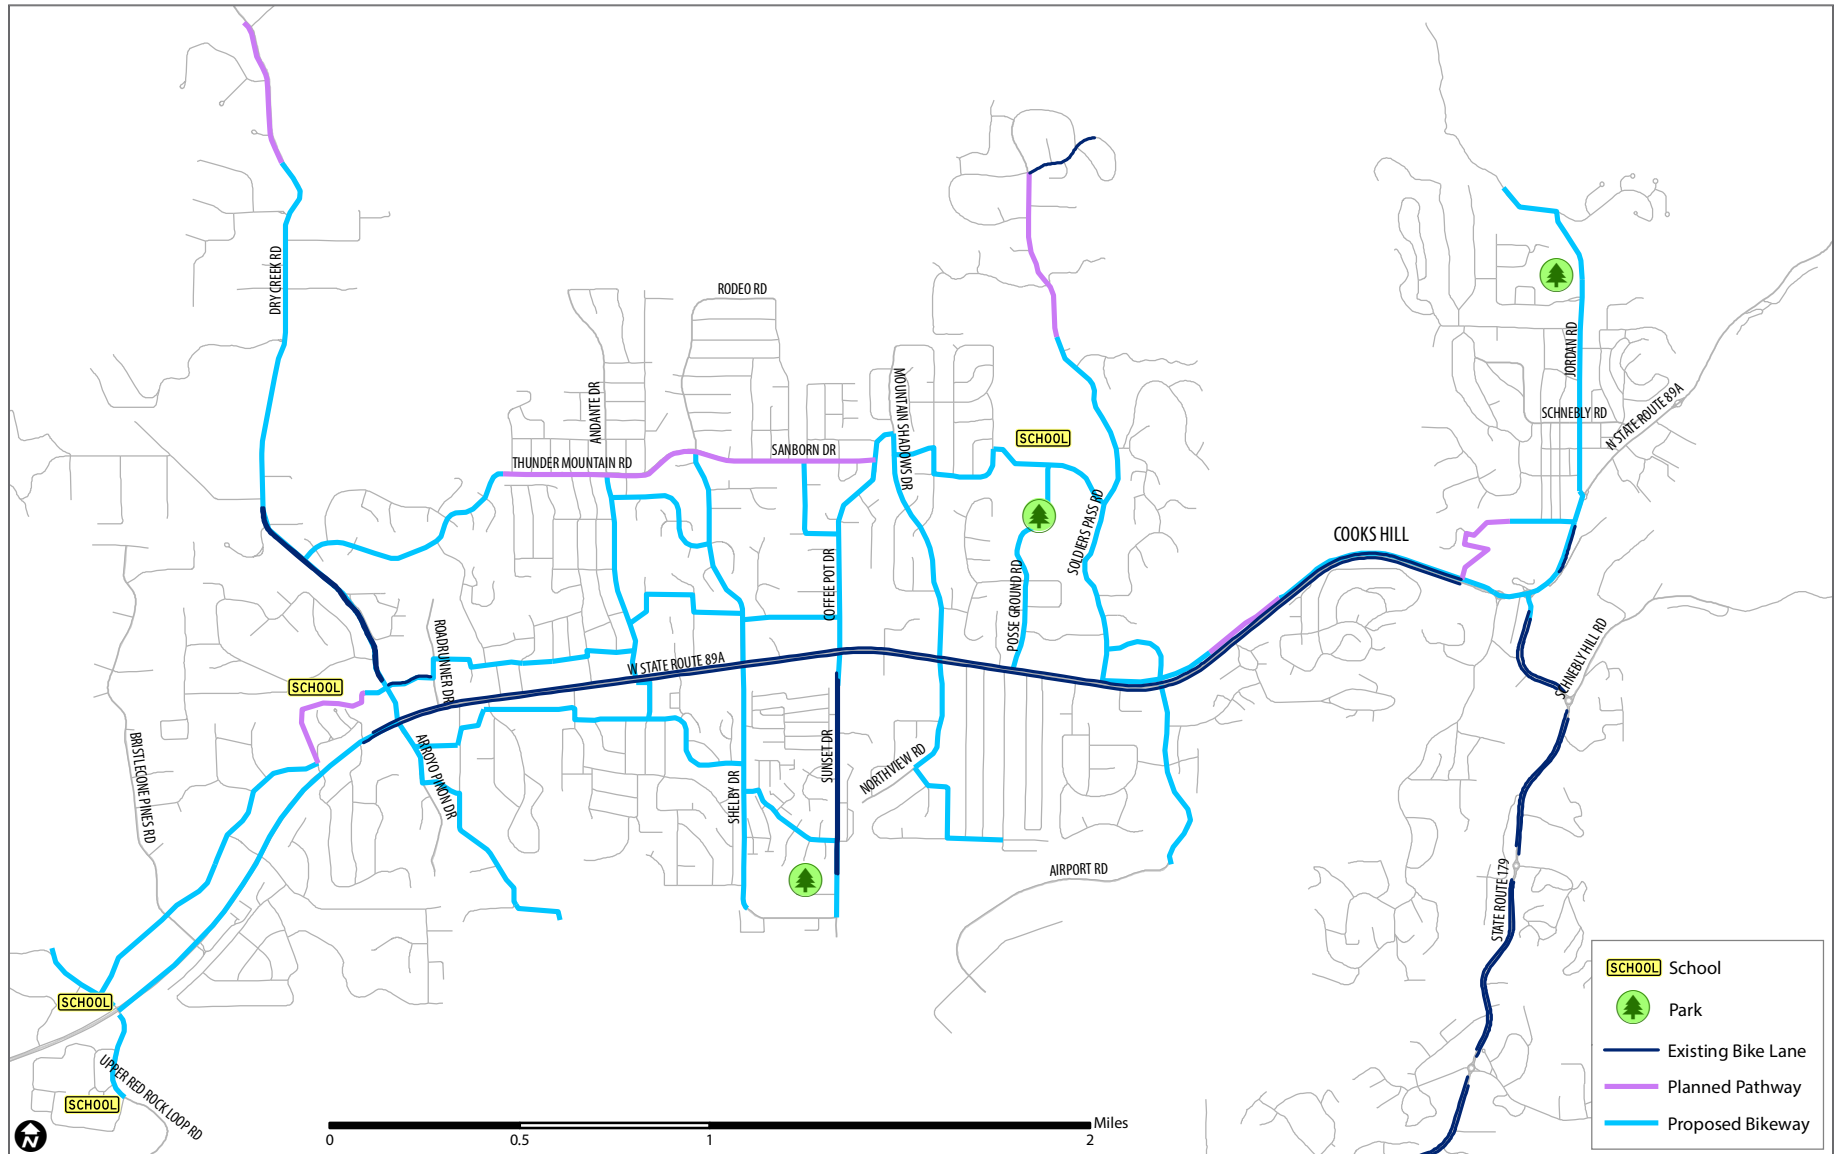 DRY CREEK RD
RODEO RD
ANDANTE DR
MOUNTAIN SHADOWS DR
JORDAN RD
SCHNEBLY RD
N STATE ROUTE 89A
SCHOOL
SANBORN DR
THUNDER MOUNTAIN RD
SOLDIERS PASS RD
COOKS HILL
COFFEE POT DR
POSSE GROUND RD
ROADRUNNER DR
W STATE ROUTE 89A
SCHNEBLY HILL RD
SCHOOL
BRISTLECONE PINES RD
ARROYO PINON DR
SHELBY DR
SUNSET DR
NORTHVIEW RD
AIRPORT RD
STATE ROUTE 179
SCHOOL
UPPER RED ROCK LOOP RD
SCHOOL
SCHOOL School
Park
Existing Bike Lane
Planned Pathway
Proposed Bikeway
N
Miles
0 0.5 1 2